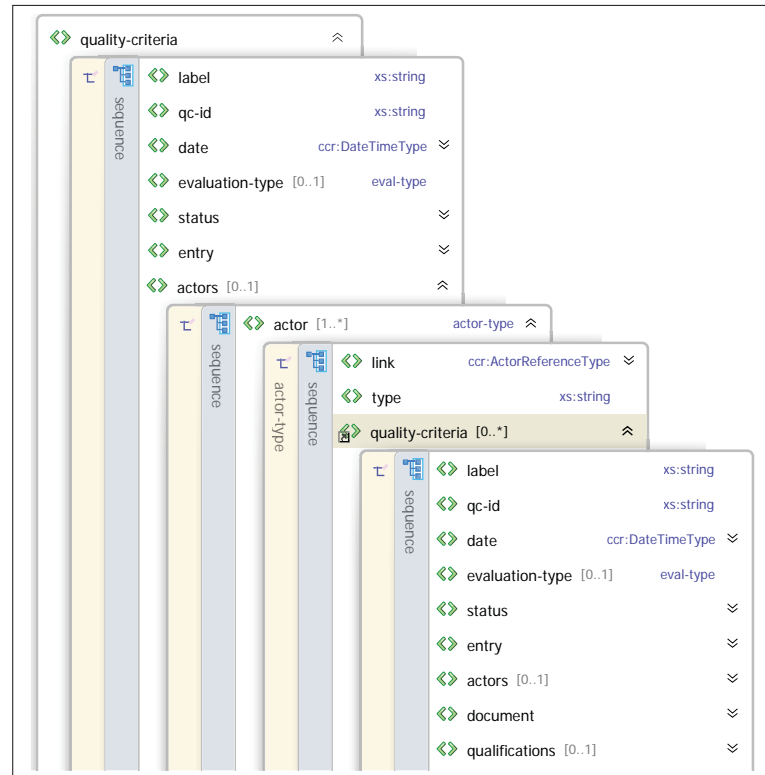 quality-criteria
sequence
label xs:string
qc-id xs:string
date ccr:DateTimeType
evaluation-type [0..1] eval-type
status
entry
actors [0..1]
sequence
actor [1..*] actor-type
actor-type
sequence
link ccr:ActorReferenceType
type xs:string
quality-criteria [0..*]
sequence
label xs:string
qc-id xs:string
date ccr:DateTimeType
evaluation-type [0..1] eval-type
status
entry
actors [0..1]
document
qualifications [0..1]